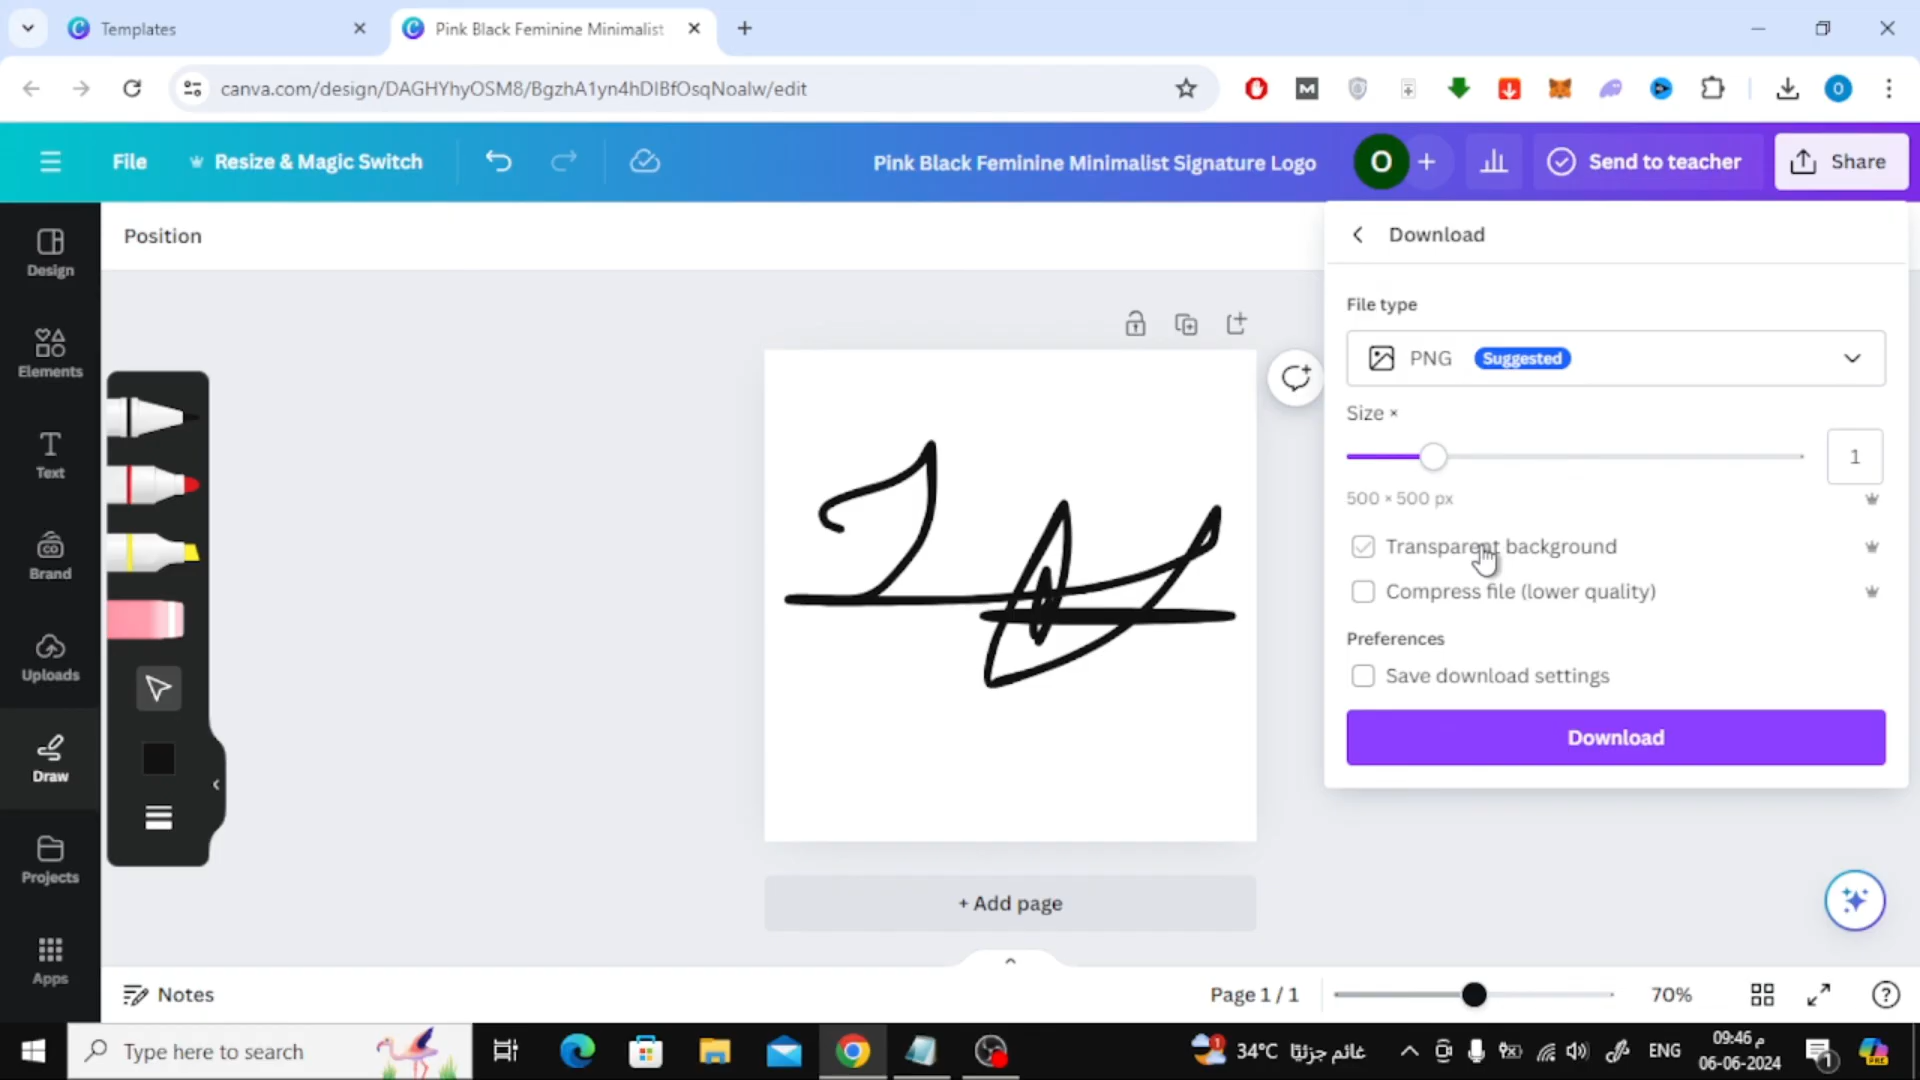 Templates
Pink Black Feminine Minimalist
canva.com/design/DAGHYhyOSM8/BgzhA1yn4hDIBfOsqNoalw/edit
File
Resize & Magic Switch
Pink Black Feminine Minimalist Signature Logo
O
Send to teacher
Share
Design
Elements
Text
Brand
Uploads
Draw
Projects
Apps
Position
Download
File type
PNG Suggested
Size ×
1
500 × 500 px
Transparent background
Compress file (lower quality)
Preferences
Save download settings
Download
+ Add page
Notes
Page 1 / 1
70%
Type here to search
34°C غائم جزئيًا
ENG
09:46 م
06-06-2024
1